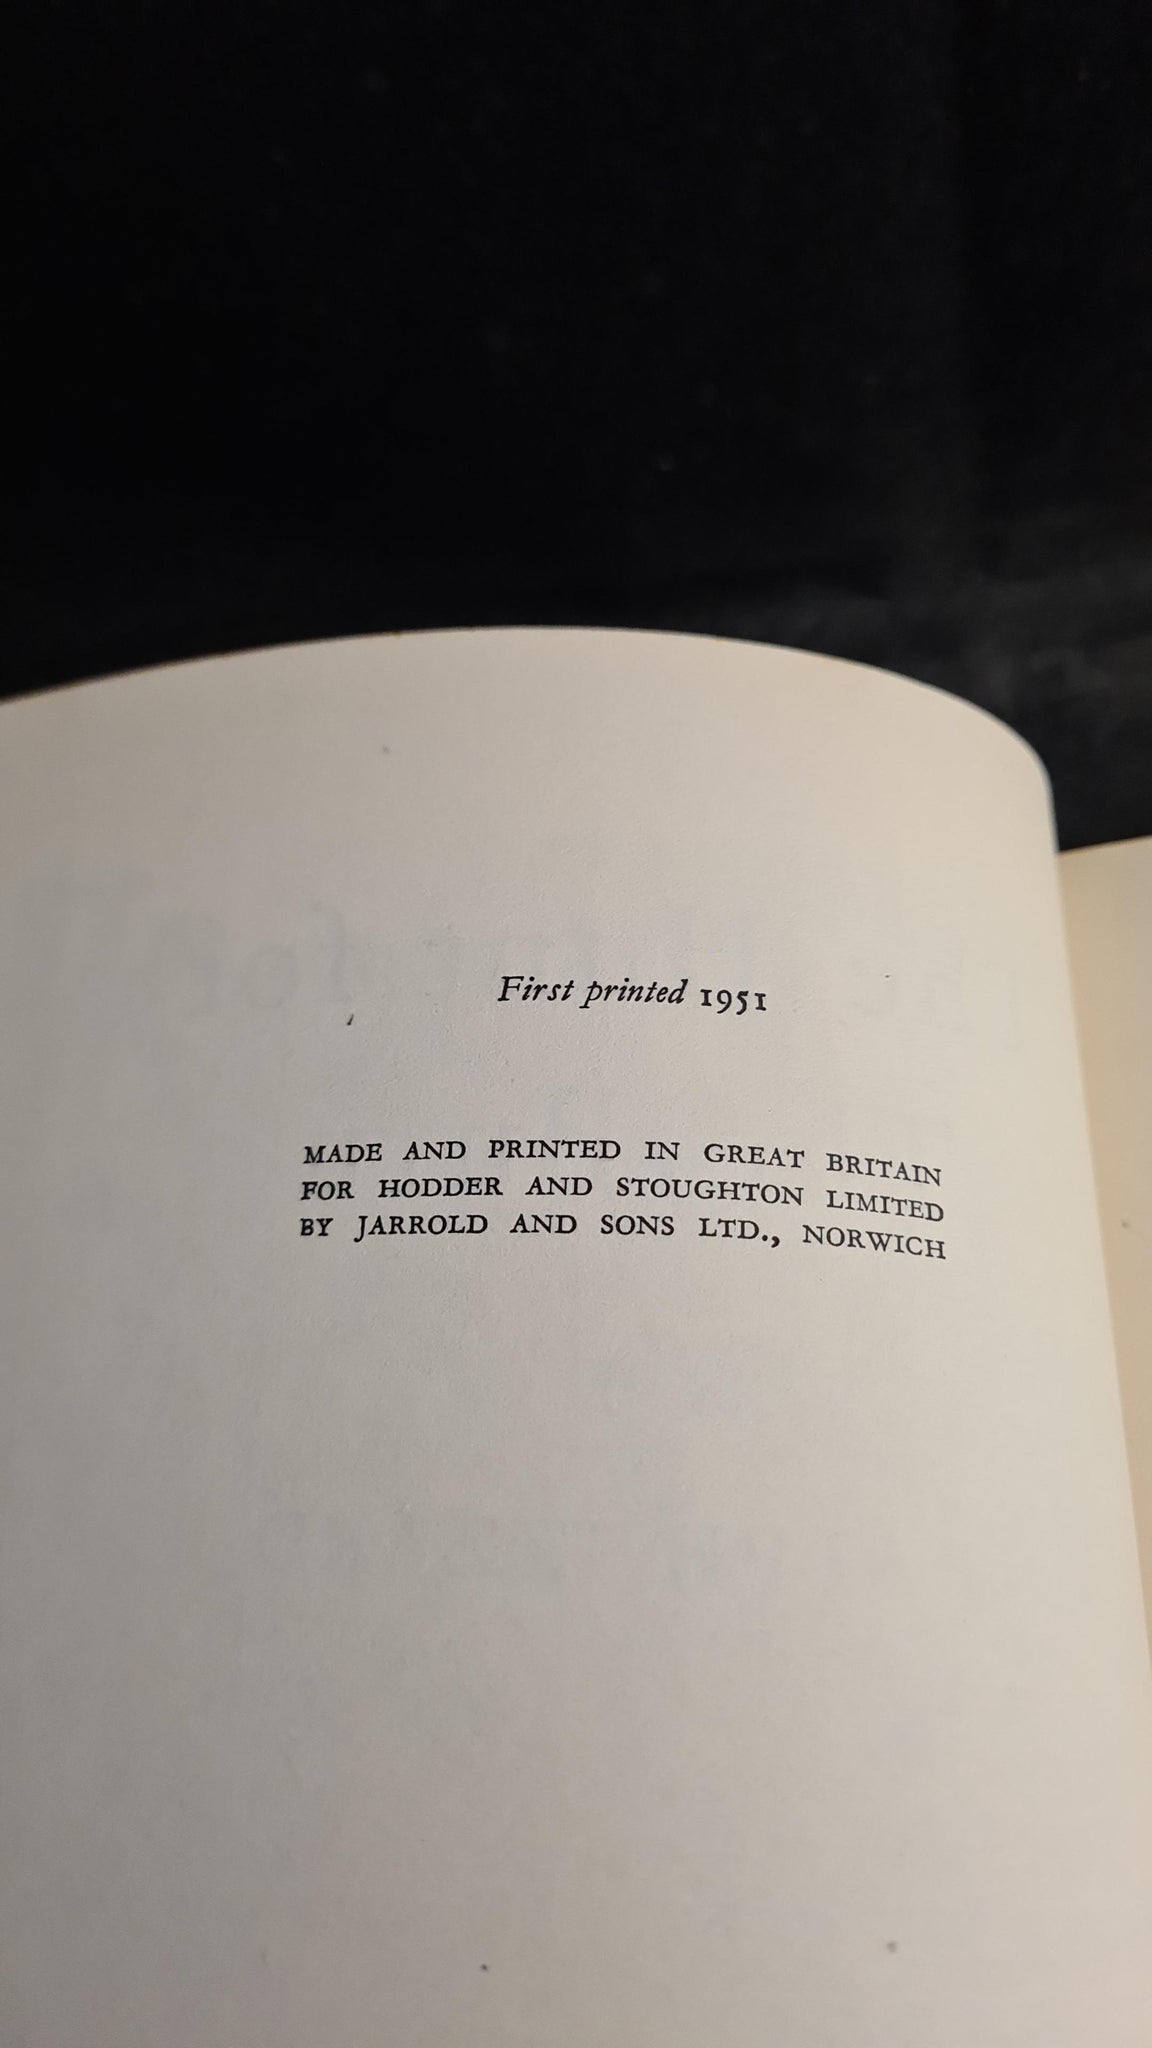 First printed 1951
MADE AND PRINTED IN GREAT BRITAIN
FOR HODDER AND STOUGHTON LIMITED
BY JARROLD AND SONS LTD., NORWICH